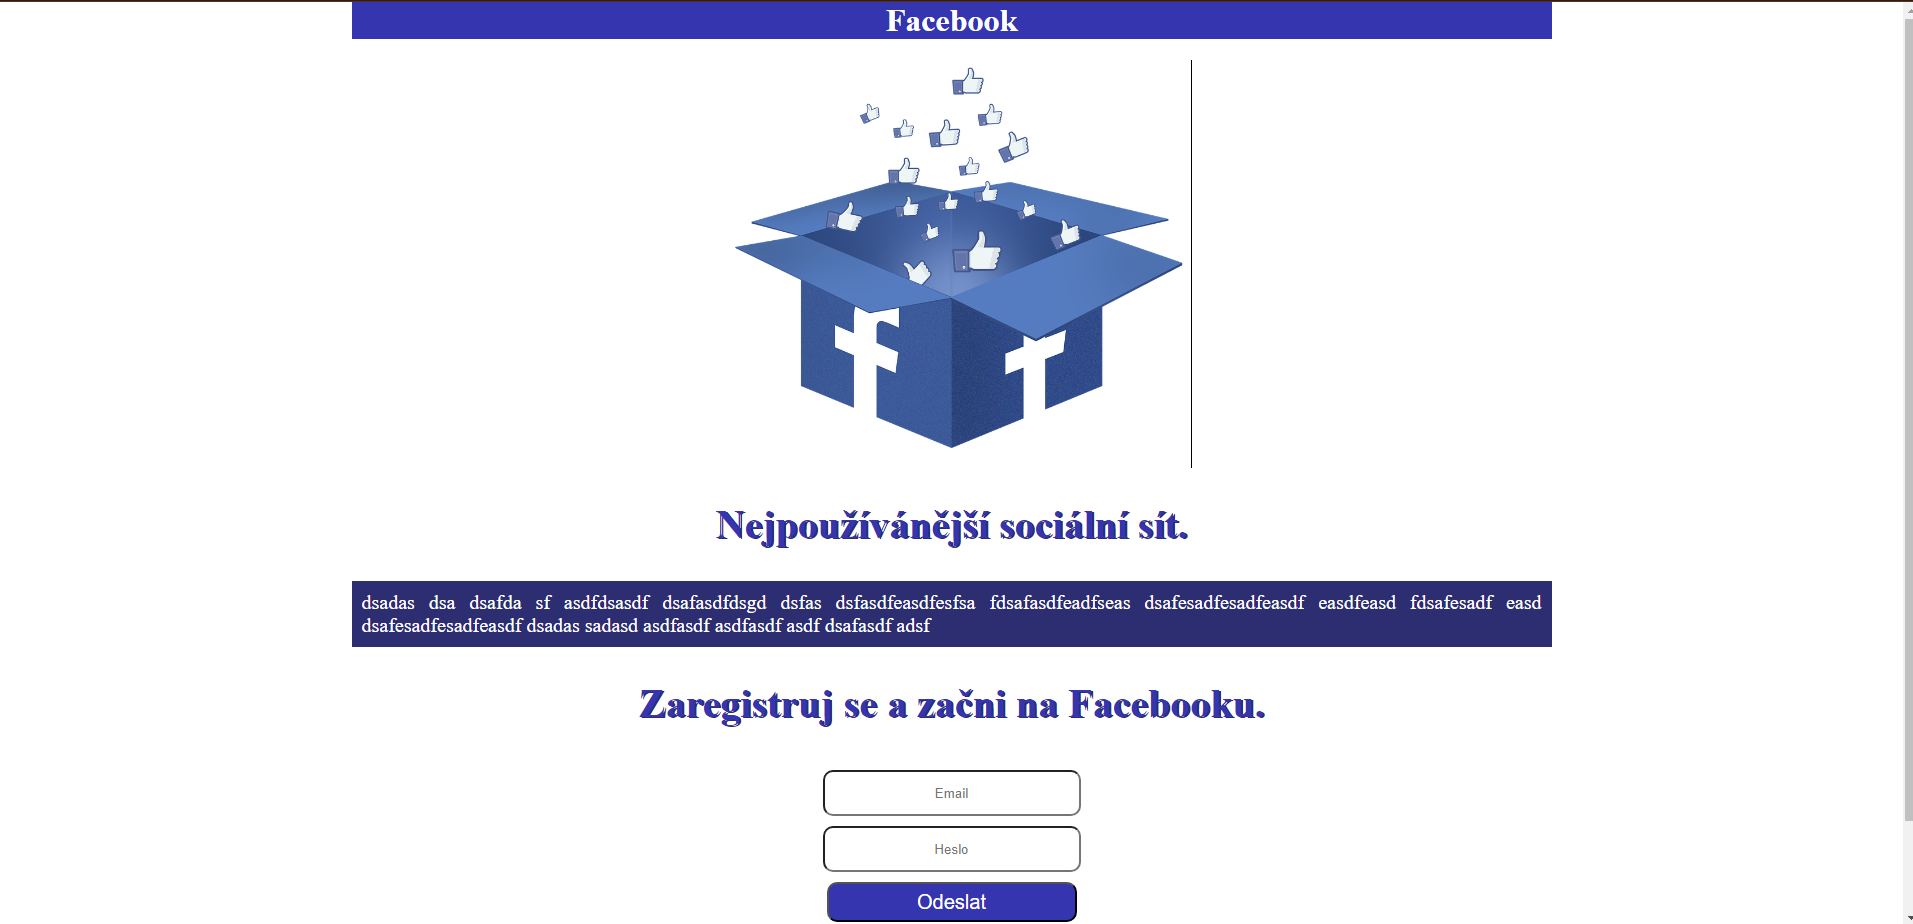 Facebook
Nejpoužívánější sociální sít.
dsadas dsa dsafda sf asdfdsasdf dsafasdfdsgd dsfas dsfasdfeasdfesfsa fdsafasdfeadfseas dsafesadfesadfeasdf easdfeasd fdsafesadf easd
dsafesadfesadfeasdf dsadas sadasd asdfasdf asdfasdf asdf dsafasdf adsf
Zaregistruj se a začni na Facebooku.
Email
Heslo
Odeslat